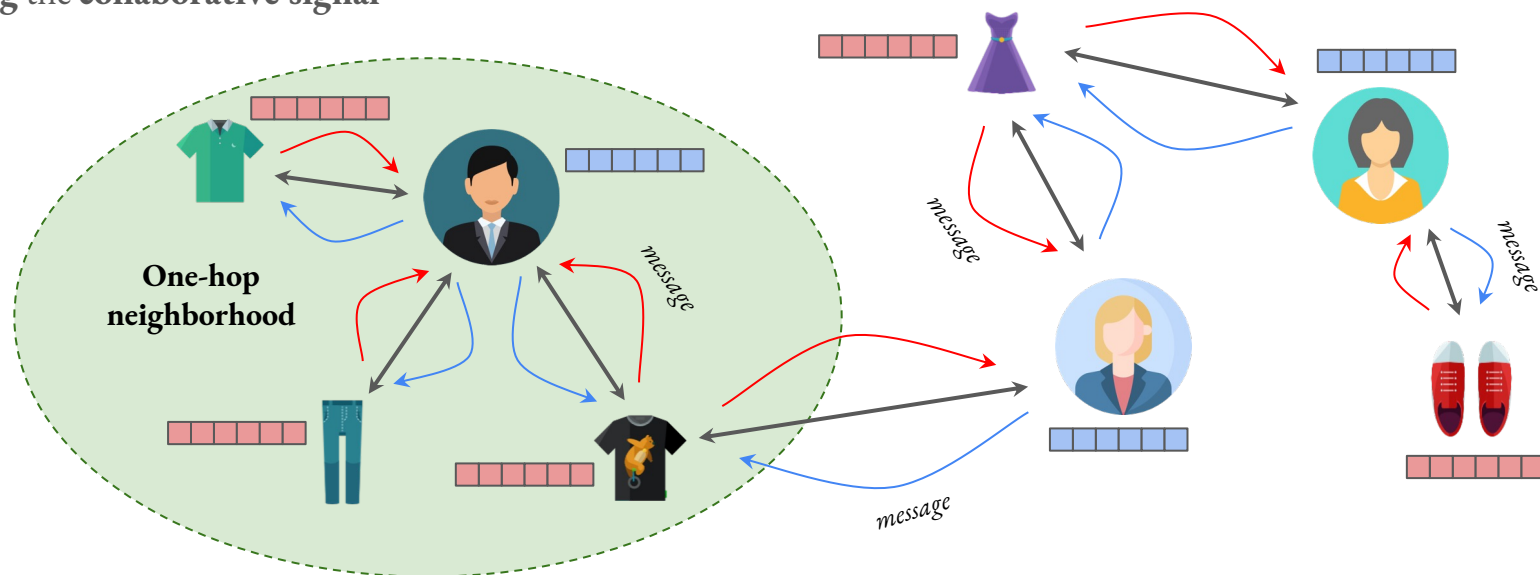 g the collaborative signal
One-hop
neighborhood
message
message
message
message